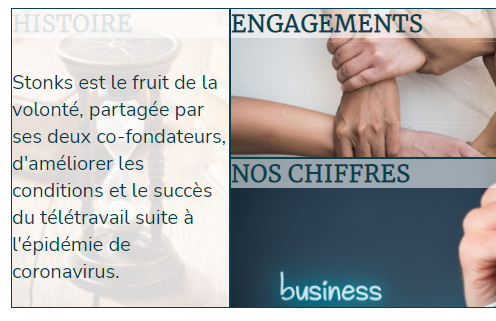 HISTOIRE
Stonks est le fruit de la
volonté, partagée par
ses deux co-fondateurs,
d'améliorer les
conditions et le succès
du télétravail suite à
l'épidémie de
coronavirus.
ENGAGEMENTS
NOS CHIFFRES
business